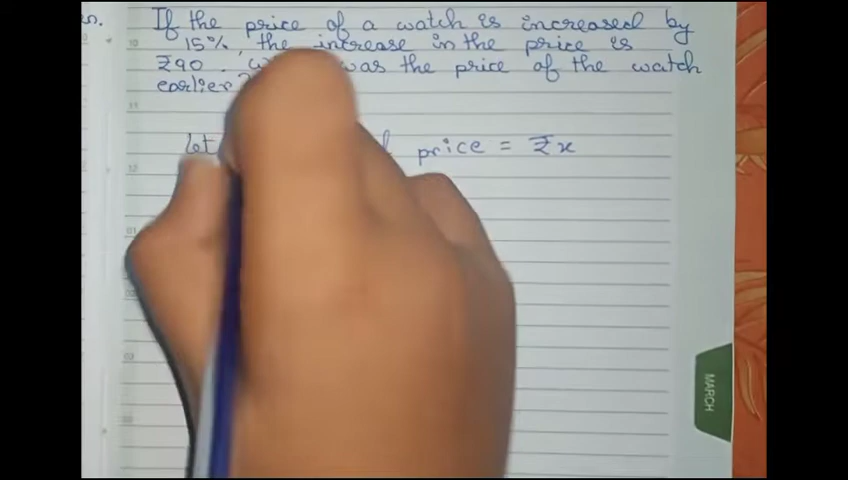 If the price of a watch is increased by
15%, the increase in the price is
₹90. was the price of the watch
earlier?
let price = ₹x
MARCH